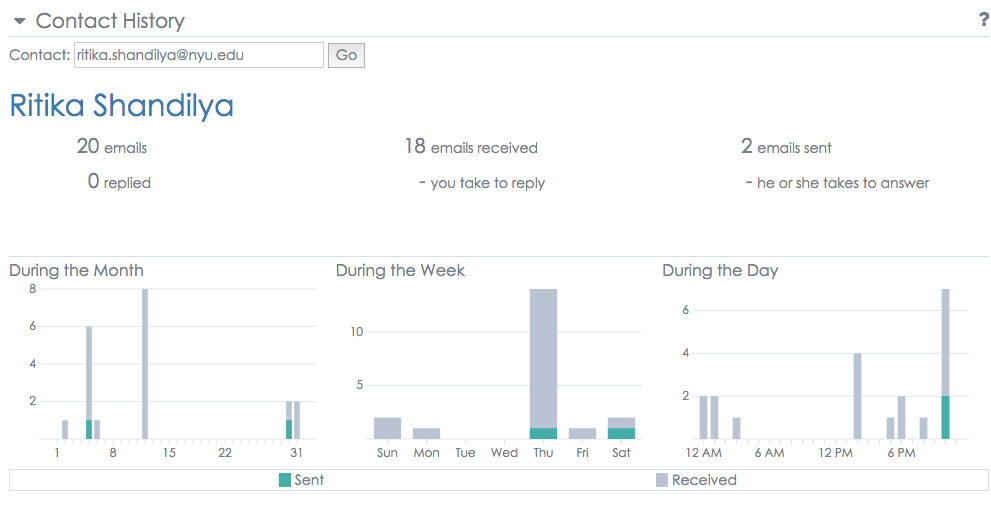 Contact History ?
Contact: ritika.shandilya@nyu.edu Go
Ritika Shandilya
20 emails 18 emails received 2 emails sent
0 replied - you take to reply - he or she takes to answer
During the Month During the Week During the Day
8
6
4
2
1 8 15 22 31
10
5
Sun Mon Tue Wed Thu Fri Sat
6
4
2
12 AM 6 AM 12 PM 6 PM
Sent Received